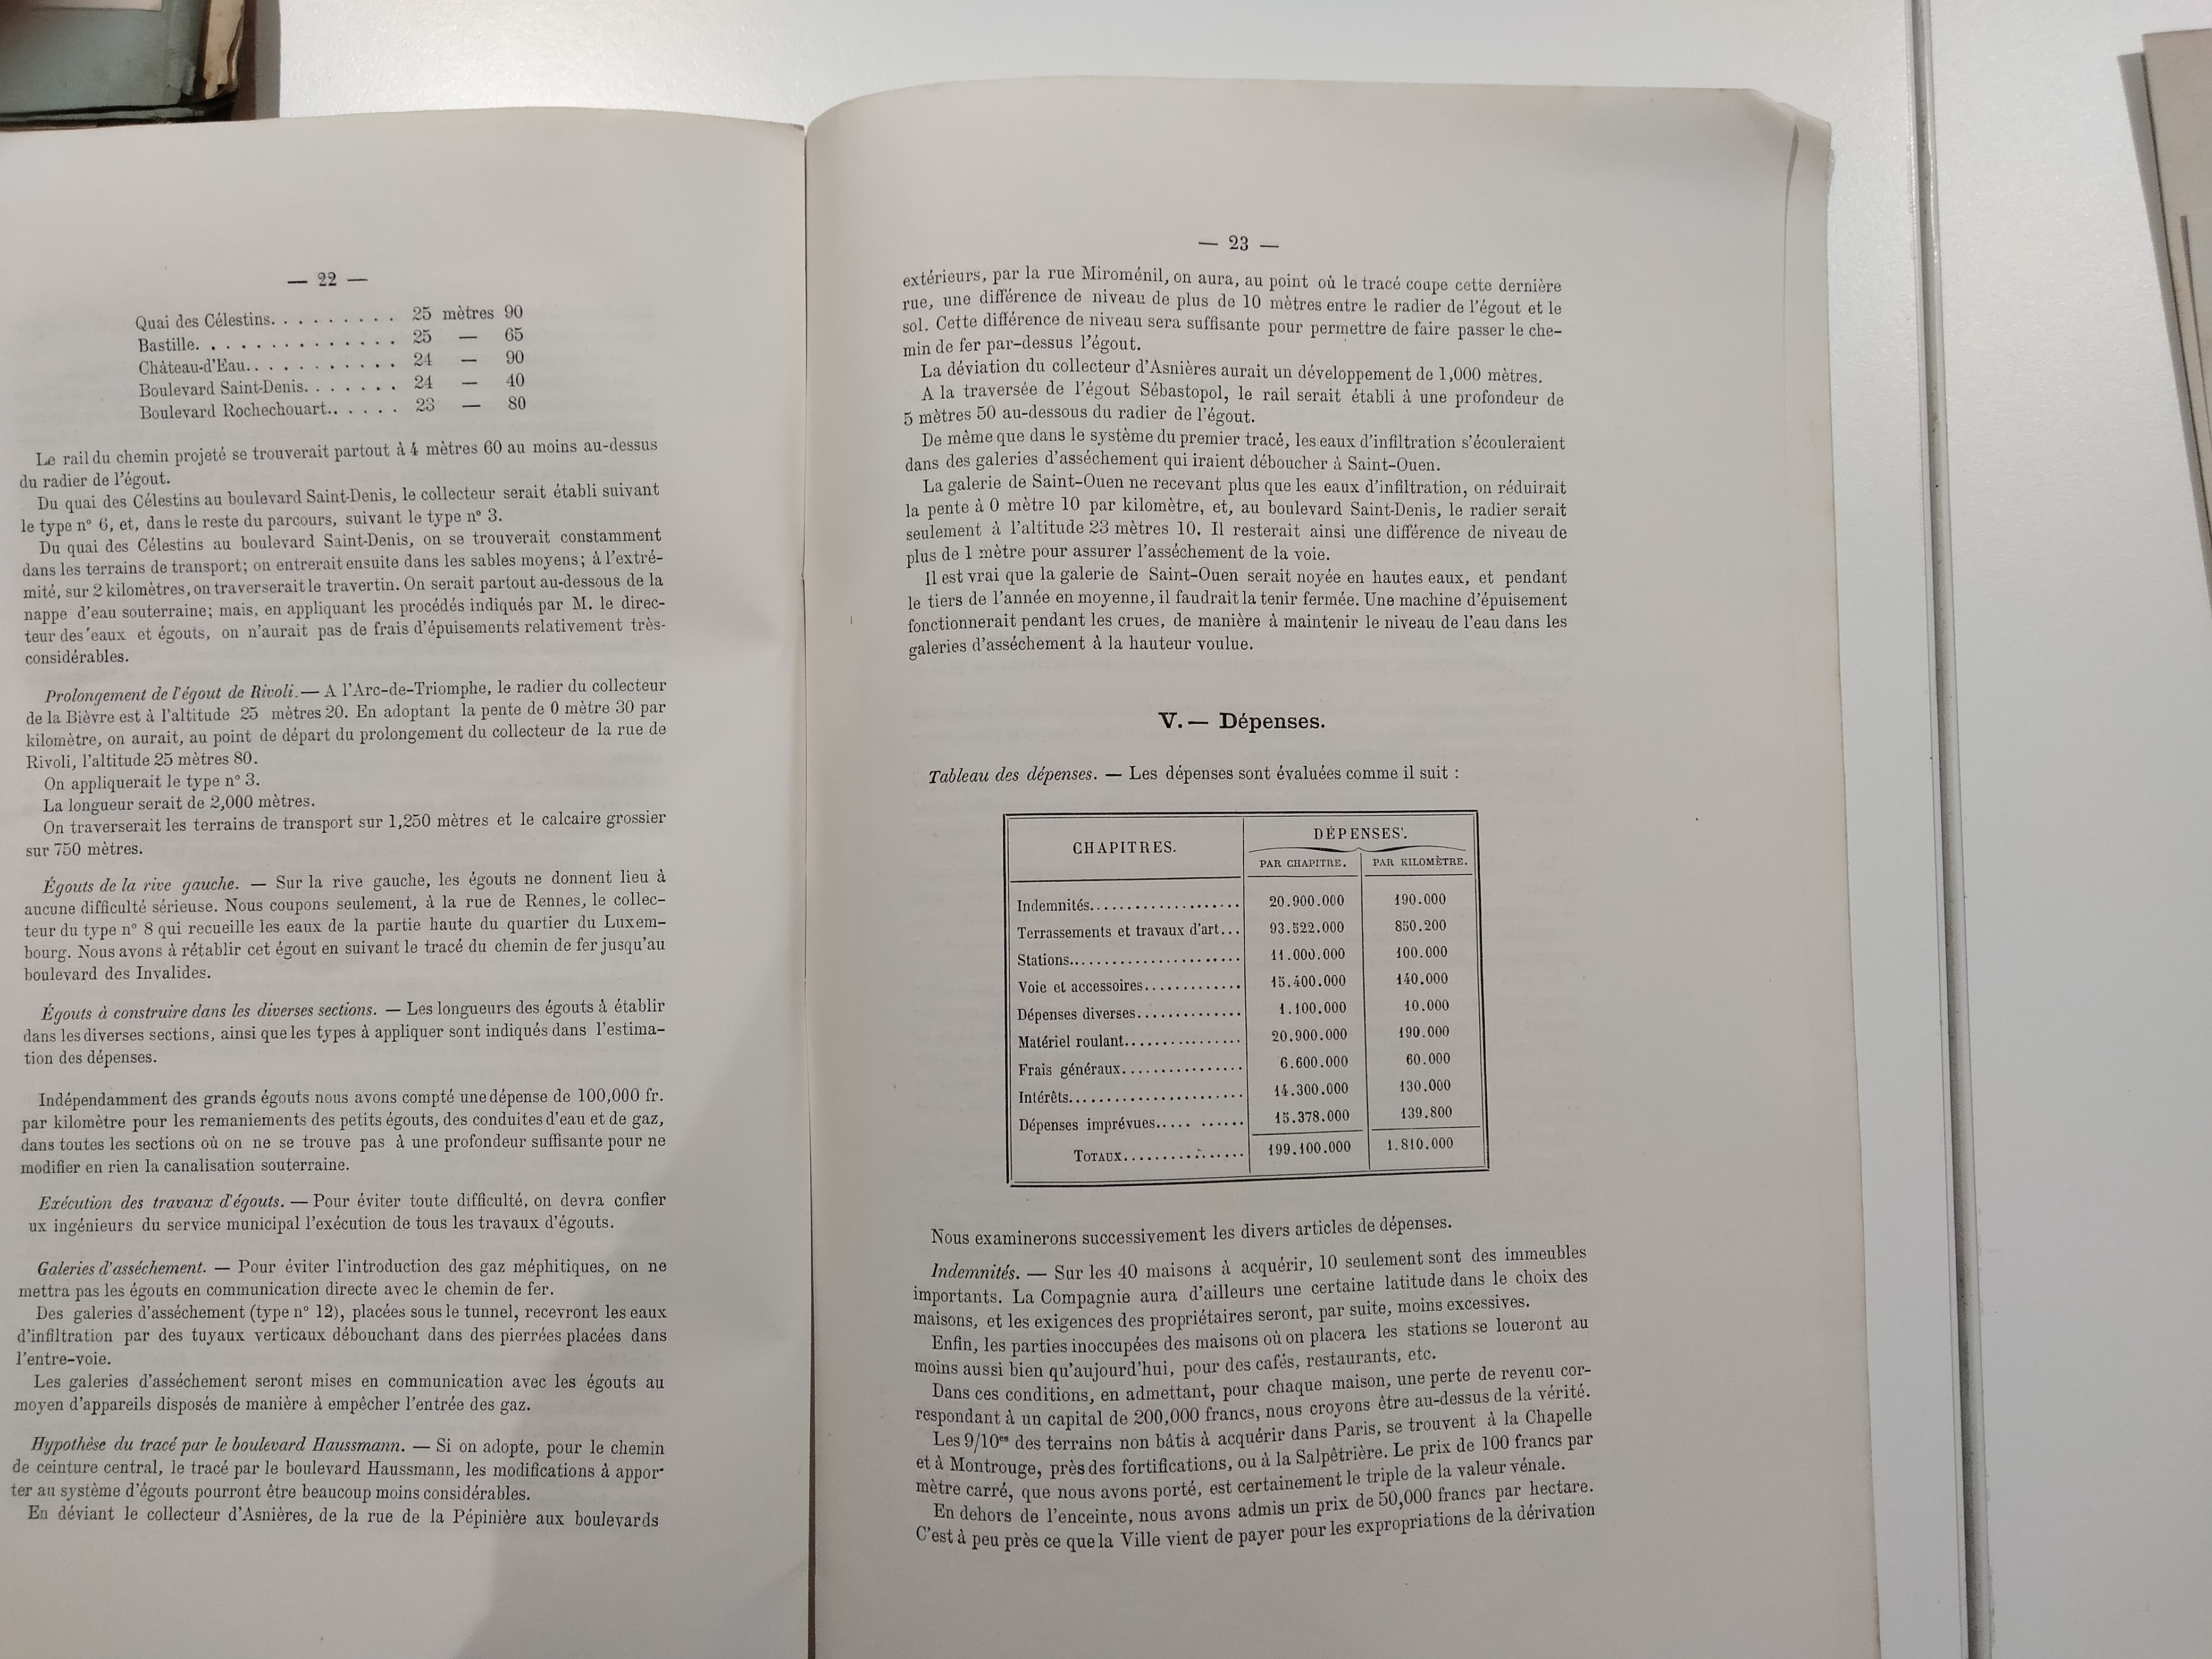 — 22 —
Quai des Célestins. . . . . . . . . 25 mètres 90
Bastille. . . . . . . . . . . . . 25 — 65
Château-d'Eau. . . . . . . . . . . 24 — 90
Boulevard Saint-Denis. . . . . . . 24 — 40
Boulevard Rochechouart. . . . . . 23 — 80
Le rail du chemin projeté se trouverait partout à 4 mètres 60 au moins au-dessus
du radier de l'égout.
Du quai des Célestins au boulevard Saint-Denis, le collecteur serait établi suivant
le type n° 6, et, dans le reste du parcours, suivant le type n° 3.
Du quai des Célestins au boulevard Saint-Denis, on se trouverait constamment
dans les terrains de transport; on entrerait ensuite dans les sables moyens; à l'extré-
mité, sur 2 kilomètres, on traverserait le travertin. On serait partout au-dessous de la
nappe d'eau souterraine; mais, en appliquant les procédés indiqués par M. le direc-
teur des eaux et égouts, on n'aurait pas de frais d'épuisements relativement très-
considérables.
Prolongement de l'égout de Rivoli. — A l'Arc-de-Triomphe, le radier du collecteur
de la Bièvre est à l'altitude 25 mètres 20. En adoptant la pente de 0 mètre 30 par
kilomètre, on aurait, au point de départ du prolongement du collecteur de la rue de
Rivoli, l'altitude 25 mètres 80.
On appliquerait le type n° 3.
La longueur serait de 2,000 mètres.
On traverserait les terrains de transport sur 1,250 mètres et le calcaire grossier
sur 750 mètres.
Égouts de la rive gauche. — Sur la rive gauche, les égouts ne donnent lieu à
aucune difficulté sérieuse. Nous coupons seulement, à la rue de Rennes, le collec-
teur du type n° 8 qui recueille les eaux de la partie haute du quartier du Luxem-
bourg. Nous avons à rétablir cet égout en suivant le tracé du chemin de fer jusqu'au
boulevard des Invalides.
Égouts à construire dans les diverses sections. — Les longueurs des égouts à établir
dans les diverses sections, ainsi que les types à appliquer sont indiqués dans l'estima-
tion des dépenses.
Indépendamment des grands égouts nous avons compté une dépense de 100,000 fr.
par kilomètre pour les remaniements des petits égouts, des conduites d'eau et de gaz,
dans toutes les sections où on ne se trouve pas à une profondeur suffisante pour ne
modifier en rien la canalisation souterraine.
Exécution des travaux d'égouts. — Pour éviter toute difficulté, on devra confier
ux ingénieurs du service municipal l'exécution de tous les travaux d'égouts.
Galeries d'asséchement. — Pour éviter l'introduction des gaz méphitiques, on ne
mettra pas les égouts en communication directe avec le chemin de fer.
Des galeries d'asséchement (type n° 12), placées sous le tunnel, recevront les eaux
d'infiltration par des tuyaux verticaux débouchant dans des pierrées placées dans
l'entre-voie.
Les galeries d'asséchement seront mises en communication avec les égouts au
moyen d'appareils disposés de manière à empêcher l'entrée des gaz.
Hypothèse du tracé par le boulevard Haussmann. — Si on adopte, pour le chemin
de ceinture central, le tracé par le boulevard Haussmann, les modifications à appor-
ter au système d'égouts pourront être beaucoup moins considérables.
En déviant le collecteur d'Asnières, de la rue de la Pépinière aux boulevards
— 23 —
extérieurs, par la rue Miroménil, on aura, au point où le tracé coupe cette dernière
rue, une différence de niveau de plus de 10 mètres entre le radier de l'égout et le
sol. Cette différence de niveau sera suffisante pour permettre de faire passer le che-
min de fer par-dessus l'égout.
La déviation du collecteur d'Asnières aurait un développement de 1,000 mètres.
A la traversée de l'égout Sébastopol, le rail serait établi à une profondeur de
5 mètres 50 au-dessous du radier de l'égout.
De même que dans le système du premier tracé, les eaux d'infiltration s'écouleraient
dans des galeries d'asséchement qui iraient déboucher à Saint-Ouen.
La galerie de Saint-Ouen ne recevant plus que les eaux d'infiltration, on réduirait
la pente à 0 mètre 10 par kilomètre, et, au boulevard Saint-Denis, le radier serait
seulement à l'altitude 23 mètres 10. Il resterait ainsi une différence de niveau de
plus de 1 mètre pour assurer l'asséchement de la voie.
Il est vrai que la galerie de Saint-Ouen serait noyée en hautes eaux, et pendant
le tiers de l'année en moyenne, il faudrait la tenir fermée. Une machine d'épuisement
fonctionnerait pendant les crues, de manière à maintenir le niveau de l'eau dans les
galeries d'asséchement à la hauteur voulue.
V. — Dépenses.
Tableau des dépenses. — Les dépenses sont évaluées comme il suit :
CHAPITRES. DÉPENSES.
PAR CHAPITRE. PAR KILOMÈTRE.
Indemnités.................... 20.900.000 190.000
Terrassements et travaux d'art... 93.522.000 850.200
Stations....................... 11.000.000 100.000
Voie et accessoires............. 15.400.000 140.000
Dépenses diverses.............. 1.100.000 10.000
Matériel roulant................ 20.900.000 190.000
Frais généraux................. 6.600.000 60.000
Intérêts........................ 14.300.000 130.000
Dépenses imprévues..... ...... 15.378.000 139.800
TOTAUX................. 199.100.000 1.810.000
Nous examinerons successivement les divers articles de dépenses.
Indemnités. — Sur les 40 maisons à acquérir, 10 seulement sont des immeubles
importants. La Compagnie aura d'ailleurs une certaine latitude dans le choix des
maisons, et les exigences des propriétaires seront, par suite, moins excessives.
Enfin, les parties inoccupées des maisons où on placera les stations se loueront au
moins aussi bien qu'aujourd'hui, pour des cafés, restaurants, etc.
Dans ces conditions, en admettant, pour chaque maison, une perte de revenu cor-
respondant à un capital de 200,000 francs, nous croyons être au-dessus de la vérité.
Les 9/10es des terrains non bâtis à acquérir dans Paris, se trouvent à la Chapelle
et à Montrouge, près des fortifications, ou à la Salpêtrière. Le prix de 100 francs par
mètre carré, que nous avons porté, est certainement le triple de la valeur vénale.
En dehors de l'enceinte, nous avons admis un prix de 50,000 francs par hectare.
C'est à peu près ce que la Ville vient de payer pour les expropriations de la dérivation